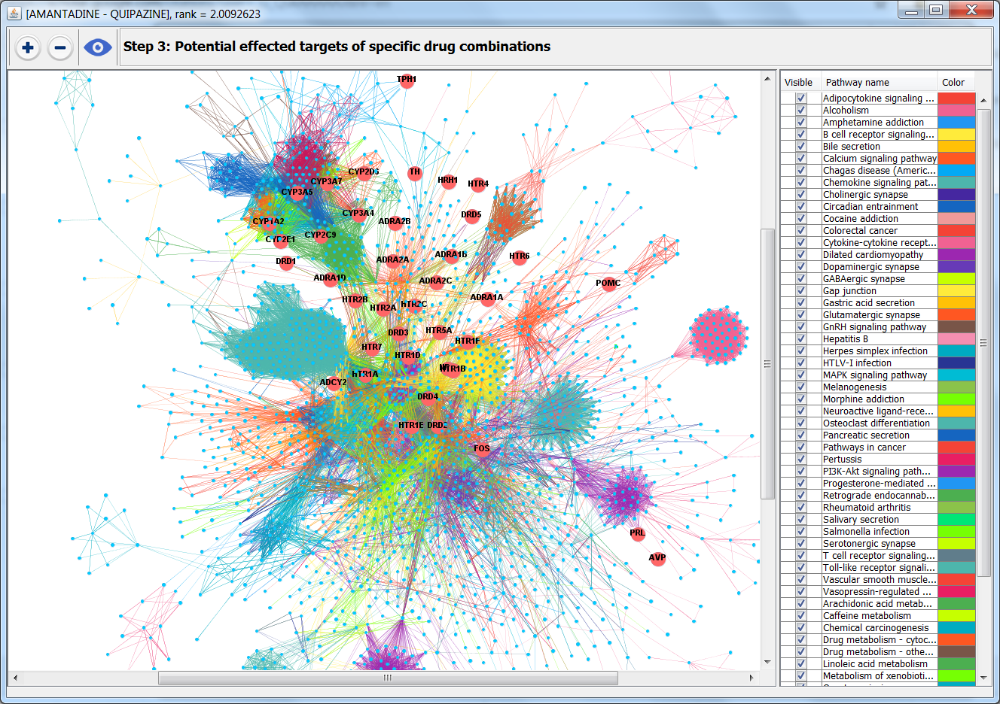 [AMANTADINE - QUIPAZINE], rank = 2.0092623
Step 3: Potential effected targets of specific drug combinations
TPH1
CYP2D6
TH
CYP3A7
HRH1
HTR4
CYP3A5
CYP3A4
DRD5
CYP1A2
ADRA2B
CYP2C9
CYP2E1
ADRA1B
HTR6
DRD1
ADRA2A
ADRA1D
ADRA2C
POMC
HTR2B
ADRA1A
HTR2A
HTR2C
DRD3
HTR5A
HTR1F
HTR7
HTR1D
HTR1B
HTR1A
ADCY2
DRD4
HTR1E
DRD2
FOS
PRL
AVP
Visible Pathway name Color
Adipocytokine signaling ...
Alcoholism
Amphetamine addiction
B cell receptor signaling...
Bile secretion
Calcium signaling pathway
Chagas disease (Americ...
Chemokine signaling pat...
Cholinergic synapse
Circadian entrainment
Cocaine addiction
Colorectal cancer
Cytokine-cytokine recept...
Dilated cardiomyopathy
Dopaminergic synapse
GABAergic synapse
Gap junction
Gastric acid secretion
Glutamatergic synapse
GnRH signaling pathway
Hepatitis B
Herpes simplex infection
HTLV-I infection
MAPK signaling pathway
Melanogenesis
Morphine addiction
Neuroactive ligand-rece...
Osteoclast differentiation
Pancreatic secretion
Pathways in cancer
Pertussis
PI3K-Akt signaling path...
Progesterone-mediated ...
Retrograde endocannab...
Rheumatoid arthritis
Salivary secretion
Salmonella infection
Serotonergic synapse
T cell receptor signaling...
Toll-like receptor signali...
Vascular smooth muscle...
Vasopressin-regulated ...
Arachidonic acid metab...
Caffeine metabolism
Chemical carcinogenesis
Drug metabolism - cytoc...
Drug metabolism - othe...
Linoleic acid metabolism
Metabolism of xenobioti...